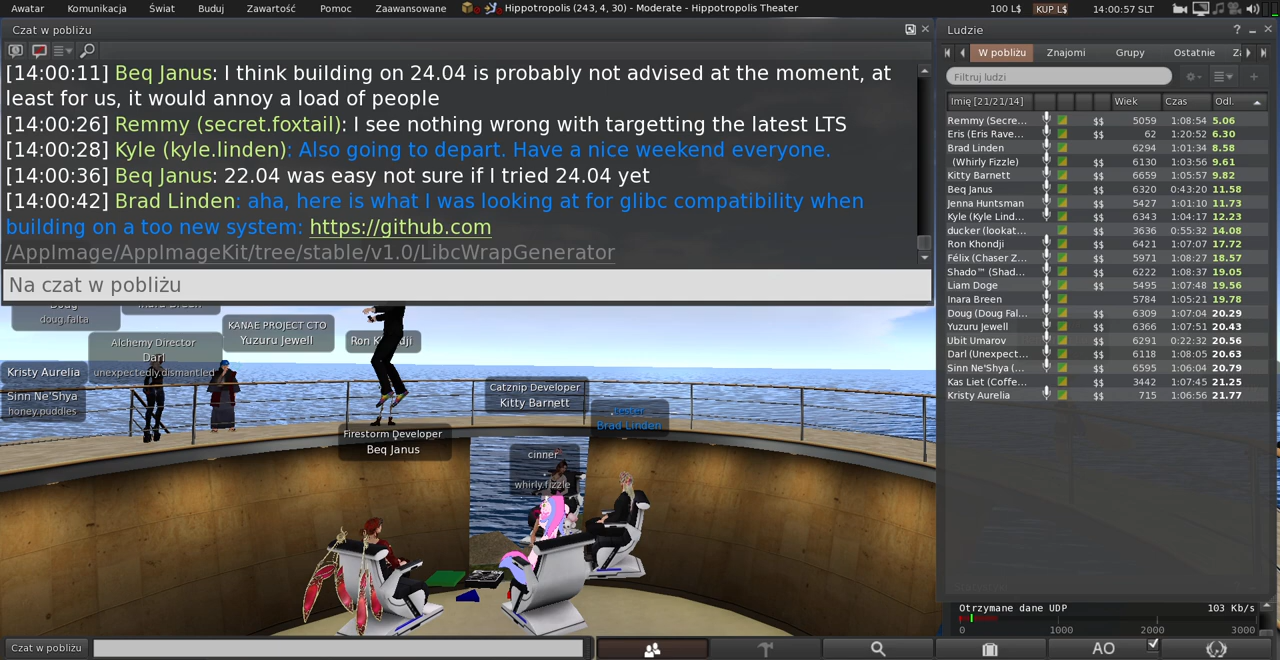 Awatar Komunikacja Świat Buduj Zawartość Pomoc Zaawansowane Hippotropolis (243, 4, 30) - Moderate - Hippotropolis Theater 100 L$ KUP L$ 14:00:57 SLT
Czat w pobliżu
[14:00:11] Beq Janus: I think building on 24.04 is probably not advised at the moment, at
least for us, it would annoy a load of people
[14:00:26] Remmy (secret.foxtail): I see nothing wrong with targetting the latest LTS
[14:00:28] Kyle (kyle.linden): Also going to depart. Have a nice weekend everyone.
[14:00:36] Beq Janus: 22.04 was easy not sure if I tried 24.04 yet
[14:00:42] Brad Linden: aha, here is what I was looking at for glibc compatibility when
building on a too new system: https://github.com
/AppImage/AppImageKit/tree/stable/v1.0/LibcWrapGenerator
Na czat w pobliżu
Doug
doug.falta
KANAE PROJECT CTO
Yuzuru Jewell
Alchemy Director
Darl
unexpectedly.dismantled
Kristy Aurelia
Sinn Ne'Shya
honey.puddles
Catznip Developer
Kitty Barnett
Tester
Brad Linden
Firestorm Developer
Beq Janus
cinner
whirly.fizzle
Ludzie
W pobliżu Znajomi Grupy Ostatnie
Filtruj ludzi
Imię [21/21/14] Wiek Czas Odl.
Remmy (Secre... $$ 5059 1:08:54 5.06
Eris (Eris Rave... $$ 62 1:20:52 6.30
Brad Linden 6294 1:01:34 8.58
(Whirly Fizzle) $$ 6130 1:03:56 9.61
Kitty Barnett $$ 6659 1:05:57 9.82
Beq Janus $$ 6320 0:43:20 11.58
Jenna Huntsman $$ 5427 1:01:10 11.73
Kyle (Kyle Lind... $$ 6343 1:04:17 12.23
ducker (lookat... $$ 3636 0:55:32 14.08
Ron Khondji $$ 6421 1:07:07 17.72
Félix (Chaser Z... $$ 5971 1:08:27 18.57
Shado™ (Shad... $$ 6222 1:08:37 19.05
Liam Doge $$ 5495 1:07:48 19.56
Inara Breen 5784 1:05:21 19.78
Doug (Doug Fal... $$ 6309 1:07:04 20.29
Yuzuru Jewell $$ 6366 1:07:51 20.43
Ubit Umarov $$ 6291 0:22:32 20.56
Darl (Unexpect... $$ 6118 1:08:05 20.63
Sinn Ne'Shya (... $$ 6595 1:06:04 20.79
Kas Liet (Coffe... $$ 3442 1:07:45 21.25
Kristy Aurelia $$ 715 1:06:56 21.77
Otrzymane dane UDP 103 Kb/s
0 1000 2000 3000
Czat w pobliżu AO